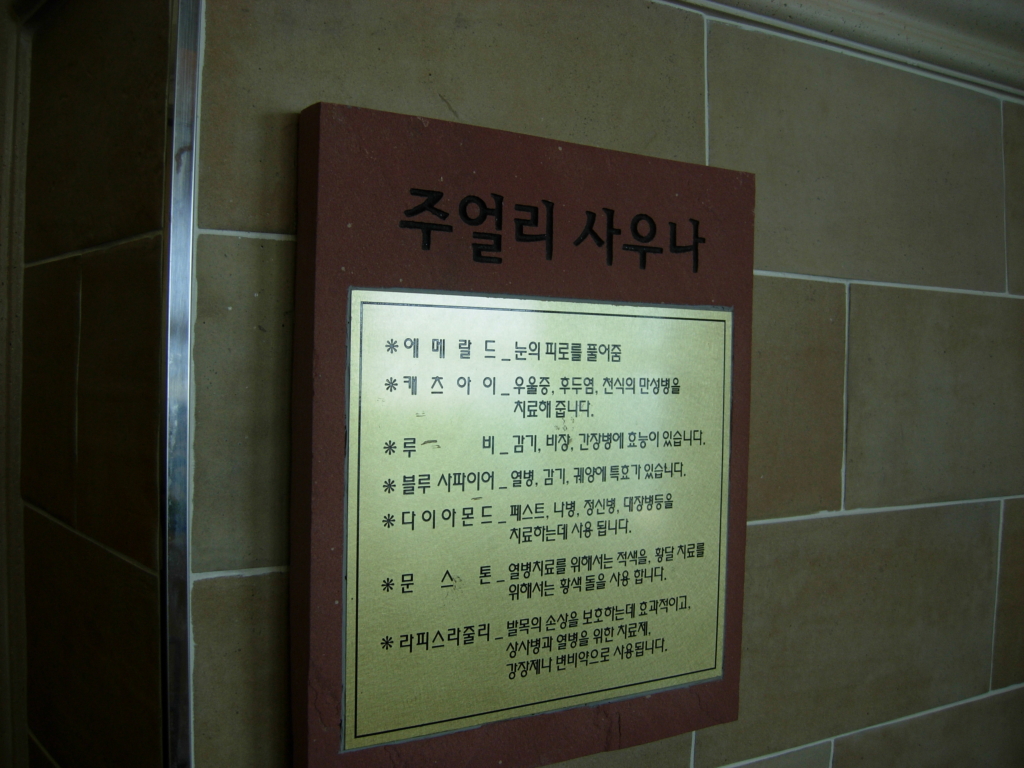 주얼리 사우나
※에 메 랄 드 _ 눈의 피로를 풀어줌
※캐 츠 아 이 _ 우울증, 후두염, 천식의 만성병을
치료해 줍니다.
※루 비 _ 감기, 비장, 간장병에 효능이 있습니다.
※블루 사파이어 _ 열병, 감기, 궤양에 특효가 있습니다.
※다이아몬드 _ 페스트, 나병, 정신병, 대장병등을
치료하는데 사용 됩니다.
※문 스 톤 _ 열병치료를 위해서는 적색을, 황달 치료를
위해서는 황색 돌을 사용 합니다.
※라피스라줄리 _ 발목의 손상을 보호하는데 효과적이고,
상사병과 열병을 위한 치료제,
강장제나 변비약으로 사용됩니다.